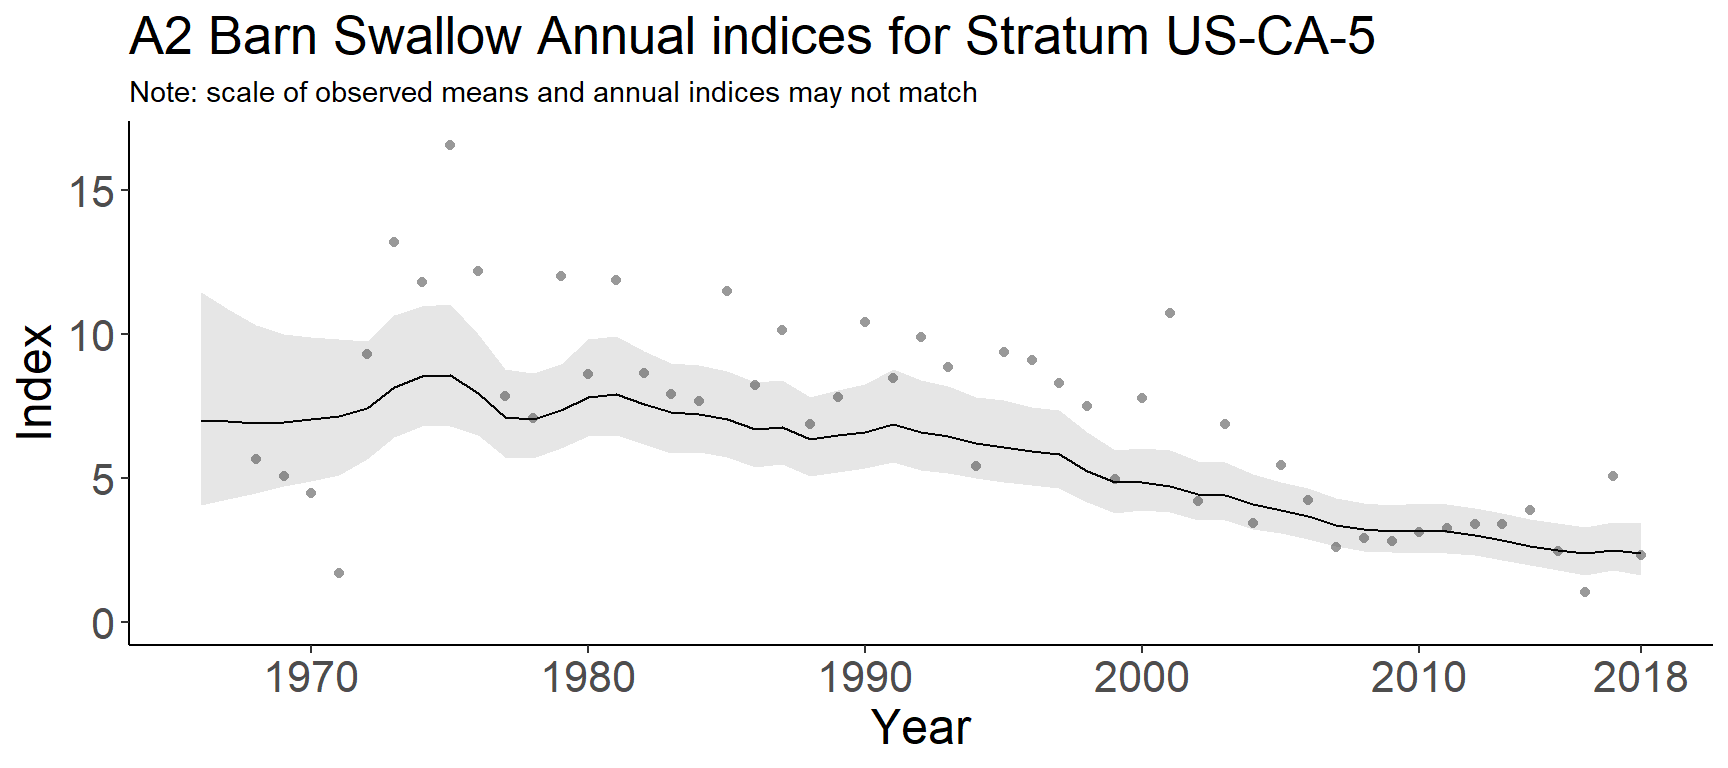 A2 Barn Swallow Annual indices for Stratum US-CA-5
Note: scale of observed means and annual indices may not match
15
10
5
0
Index
1970 1980 1990 2000 2010 2018
Year